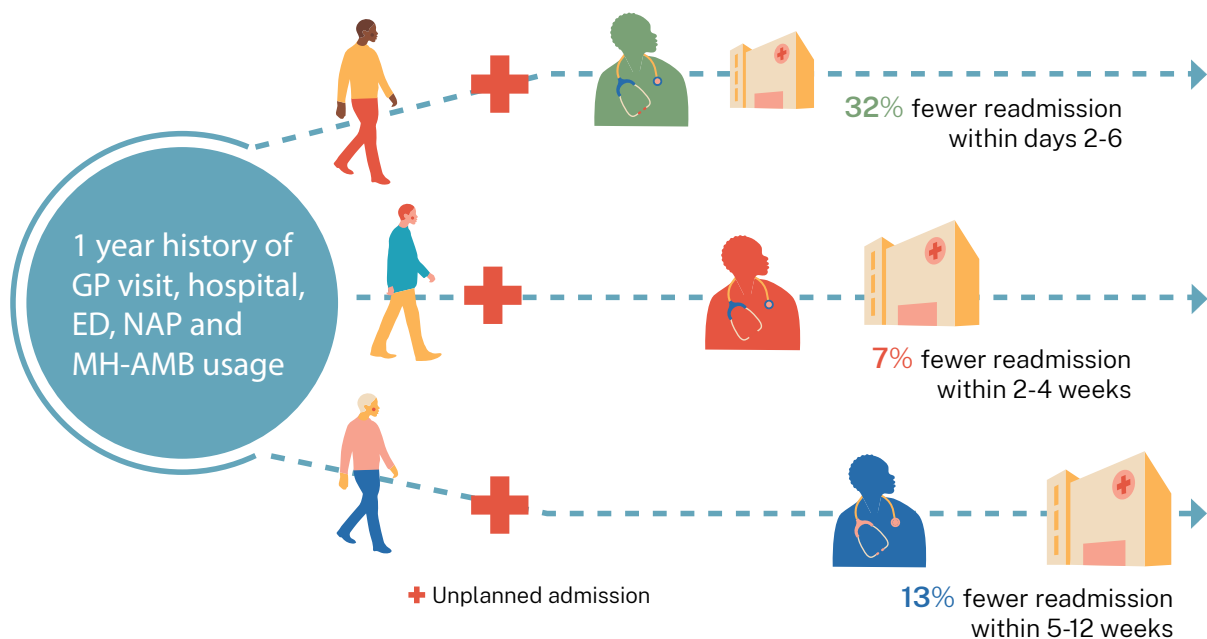 32% fewer readmission
within days 2-6
1 year history of
GP visit, hospital,
ED, NAP and
MH-AMB usage
7% fewer readmission
within 2-4 weeks
Unplanned admission
13% fewer readmission
within 5-12 weeks